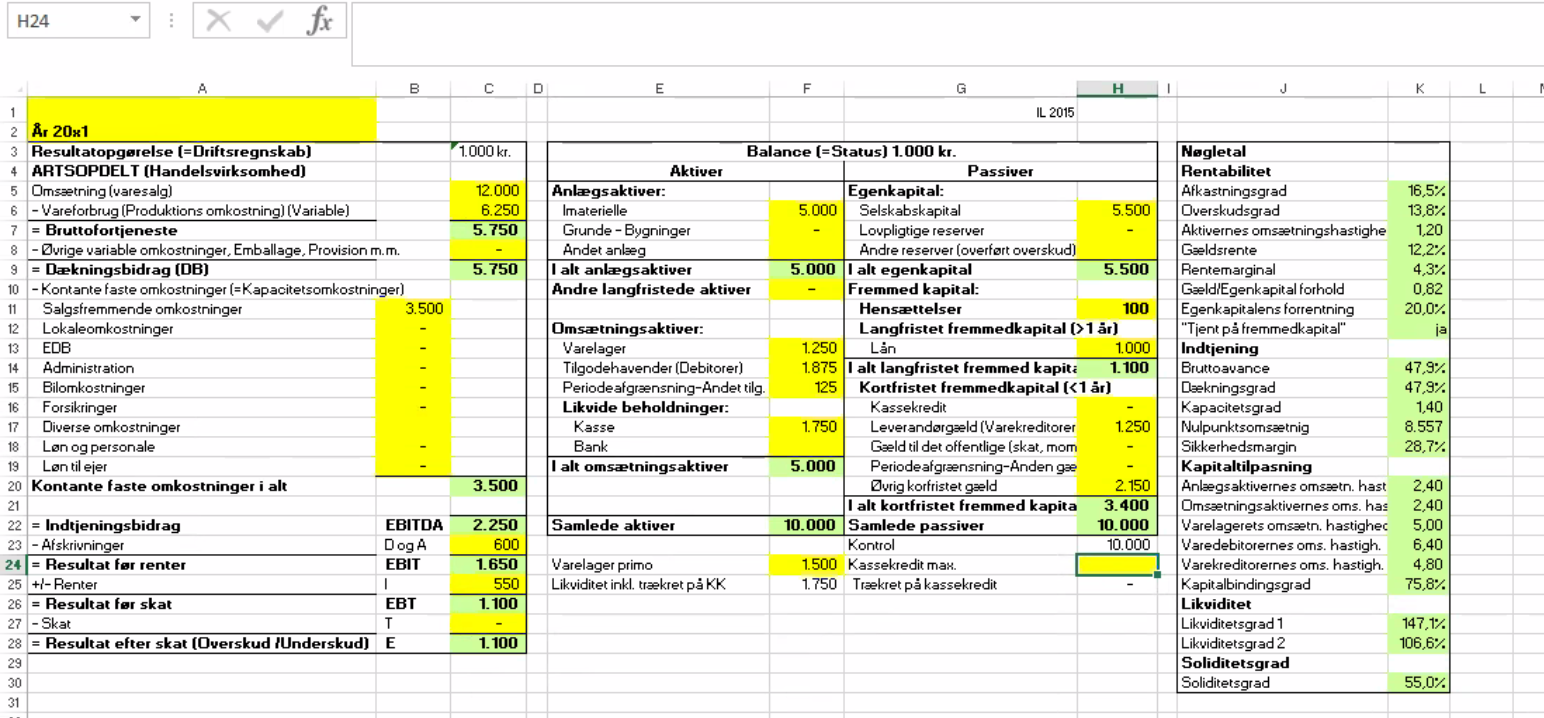 H24 fx
A B C D E F G H I J K L
1 IL 2015
2 År 20x1
3 Resultatopgørelse (=Driftsregnskab) 1.000 kr. Balance (=Status) 1.000 kr. Nøgletal
4 ARTSOPDELT (Handelsvirksomhed) Aktiver Passiver Rentabilitet
5 Omsætning (varesalg) 12.000 Anlægsaktiver: Egenkapital: Afkastningsgrad 16,5%
6 - Vareforbrug (Produktions omkostning) (Variable) 6.250 Imaterielle 5.000 Selskabskapital 5.500 Overskudsgrad 13,8%
7 = Bruttofortjeneste 5.750 Grunde - Bygninger - Lovpligtige reserver - Aktivernes omsætningshastighe 1,20
8 - Øvrige variable omkostninger, Emballage, Provision m.m. - Andet anlæg Andre reserver (overført overskud) Gældsrente 12,2%
9 = Dækningsbidrag (DB) 5.750 I alt anlægsaktiver 5.000 I alt egenkapital 5.500 Rentemarginal 4,3%
10 - Kontante faste omkostninger (=Kapacitetsomkostninger) Andre langfristede aktiver - Fremmed kapital: Gæld/Egenkapital forhold 0,82
11 Salgsfremmende omkostninger 3.500 Hensættelser 100 Egenkapitalens forrentning 20,0%
12 Lokaleomkostninger - Omsætningsaktiver: Langfristet fremmedkapital (>1 år) "Tjent på fremmedkapital" ja
13 EDB - Varelager 1.250 Lån 1.000 Indtjening
14 Administration - Tilgodehavender (Debitorer) 1.875 I alt langfristet fremmed kapita 1.100 Bruttoavance 47,9%
15 Bilomkostninger - Periodeafgrænsning-Andet tilg. 125 Kortfristet fremmedkapital (<1 år) Dækningsgrad 47,9%
16 Forsikringer - Likvide beholdninger: Kassekredit - Kapacitetsgrad 1,40
17 Diverse omkostninger Kasse 1.750 Leverandørgæld (Varekreditorer 1.250 Nulpunktsomsætnig 8.557
18 Løn og personale - Bank Gæld til det offentlige (skat, mom - Sikkerhedsmargin 28,7%
19 Løn til ejer - I alt omsætningsaktiver 5.000 Periodeafgrænsning-Anden gæ - Kapitaltilpasning
20 Kontante faste omkostninger i alt 3.500 Øvrig korfristet gæld 2.150 Anlægsaktivernes omsætn. hast 2,40
21 I alt kortfristet fremmed kapita 3.400 Omsætningsaktivernes oms. has 2,40
22 = Indtjeningsbidrag EBITDA 2.250 Samlede aktiver 10.000 Samlede passiver 10.000 Varelagerets omsætn. hastighed 5,00
23 - Afskrivninger D og A 600 Kontrol 10.000 Varedebitorernes oms. hastigh. 6,40
24 = Resultat før renter EBIT 1.650 Varelager primo 1.500 Kassekredit max. Varekreditorernes oms. hastigh. 4,80
25 +/- Renter I 550 Likviditet inkl. trækret på KK 1.750 Trækret på kassekredit - Kapitalbindingsgrad 75,8%
26 = Resultat før skat EBT 1.100 Likviditet
27 - Skat T - Likviditetsgrad 1 147,1%
28 = Resultat efter skat (Overskud /Underskud) E 1.100 Likviditetsgrad 2 106,6%
29 Soliditetsgrad
30 Soliditetsgrad 55,0%
31